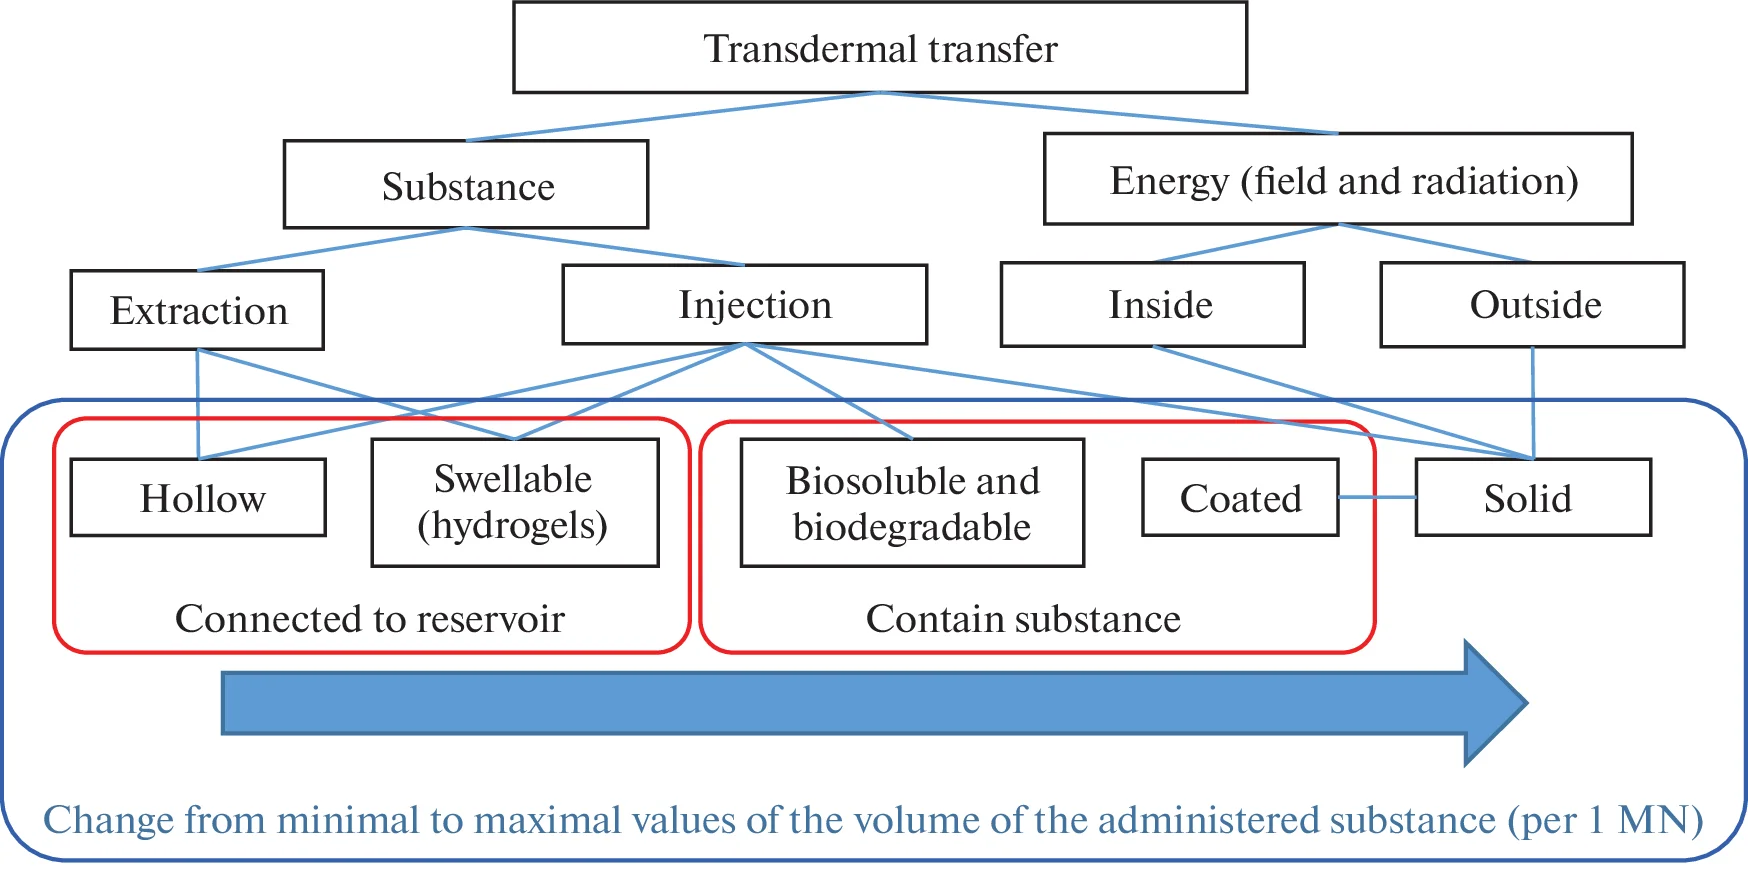 Transdermal transfer
Substance
Energy (field and radiation)
Extraction
Injection
Inside
Outside
Hollow
Swellable
(hydrogels)
Biosoluble and
biodegradable
Coated
Solid
Connected to reservoir
Contain substance
Change from minimal to maximal values of the volume of the administered substance (per 1 MN)